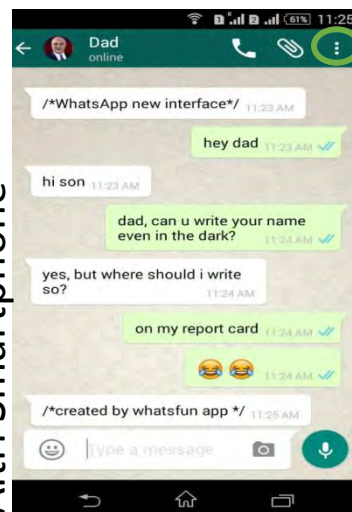 61% 11:25
Dad
online
/*WhatsApp new interface*/ 11:23 AM
hey dad 11:23 AM
hi son 11:23 AM
dad, can u write your name
even in the dark? 11:24 AM
yes, but where should i write
so? 11:24 AM
on my report card 11:24 AM
😂 😂 11:24 AM
/*created by whatsfun app */ 11:25 AM
Type a message